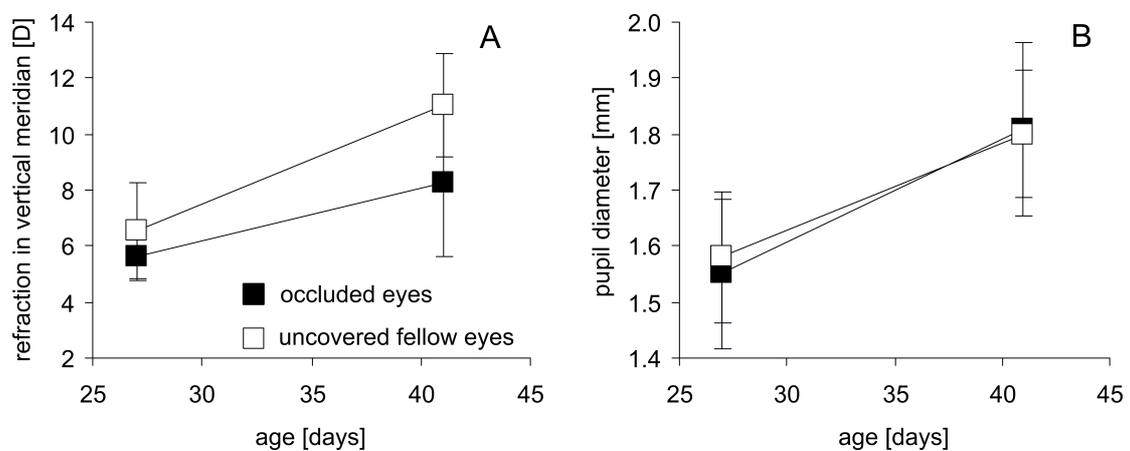 A
refraction in vertical meridian [D]
14
12
10
8
6
4
2
occluded eyes
uncovered fellow eyes
25 30 35 40 45
age [days]
B
pupil diameter [mm]
2.0
1.9
1.8
1.7
1.6
1.5
1.4
25 30 35 40 45
age [days]